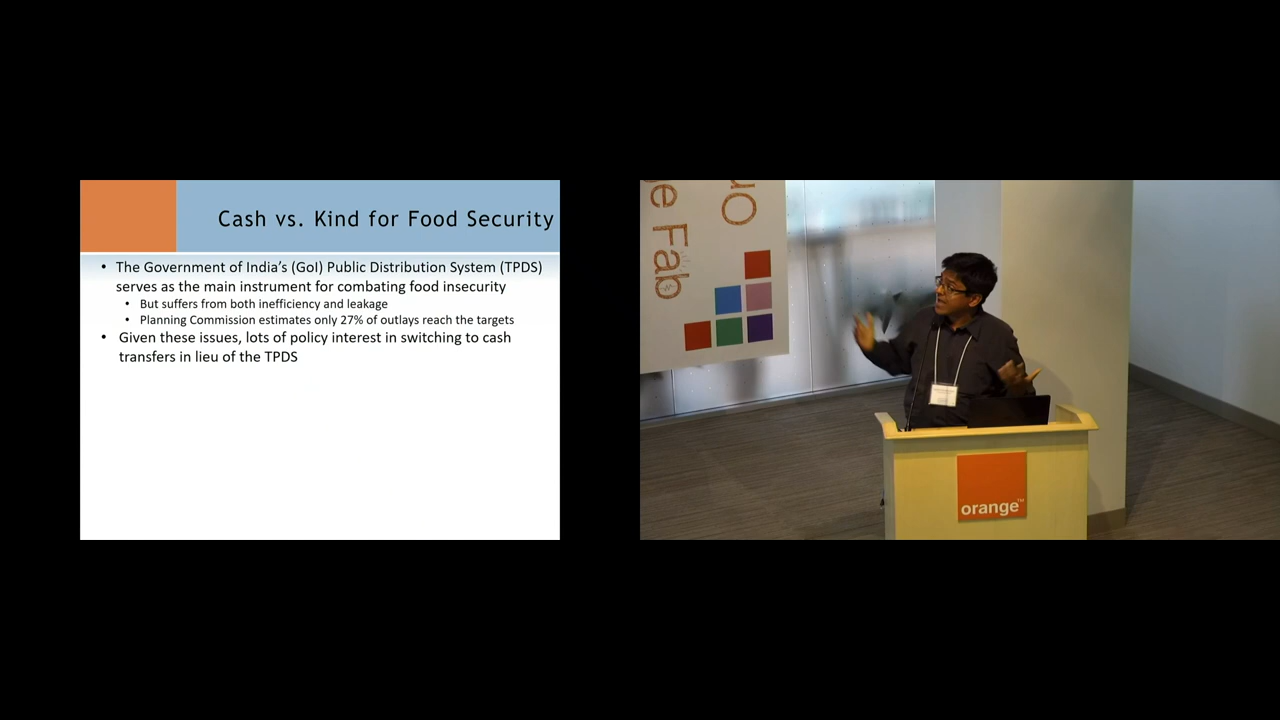 Cash vs. Kind for Food Security
• The Government of India's (GoI) Public Distribution System (TPDS)
serves as the main instrument for combating food insecurity
• But suffers from both inefficiency and leakage
• Planning Commission estimates only 27% of outlays reach the targets
• Given these issues, lots of policy interest in switching to cash
transfers in lieu of the TPDS
Fab
orange™